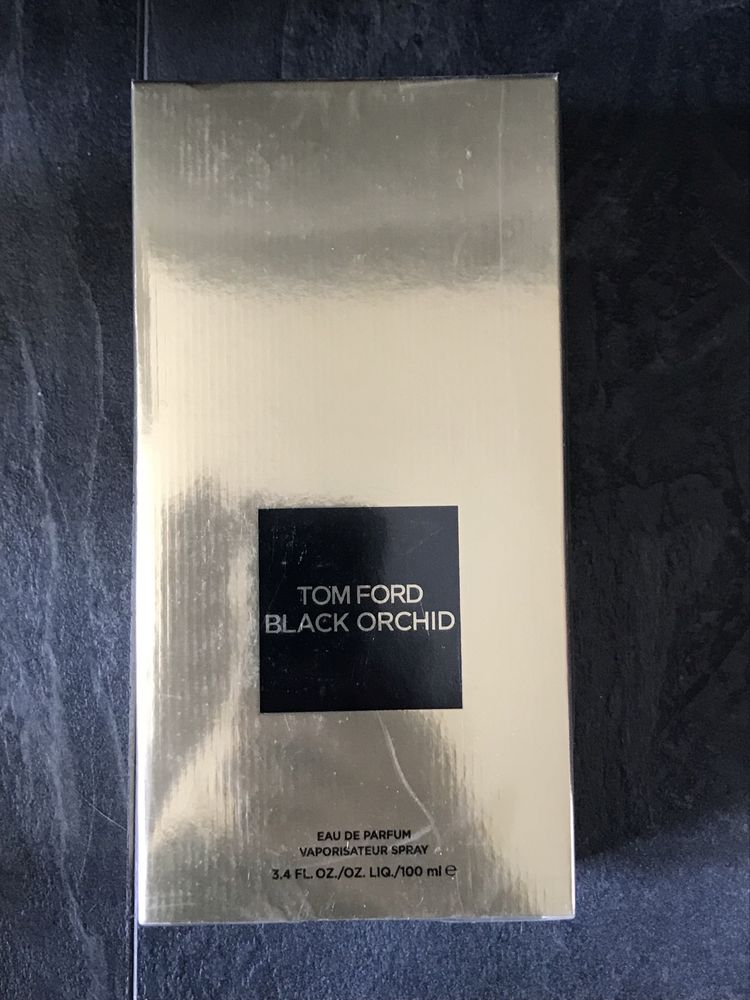 TOM FORD
BLACK ORCHID
EAU DE PARFUM
VAPORISATEUR SPRAY
3.4 FL. OZ./OZ. LIQ./100 ml ℮